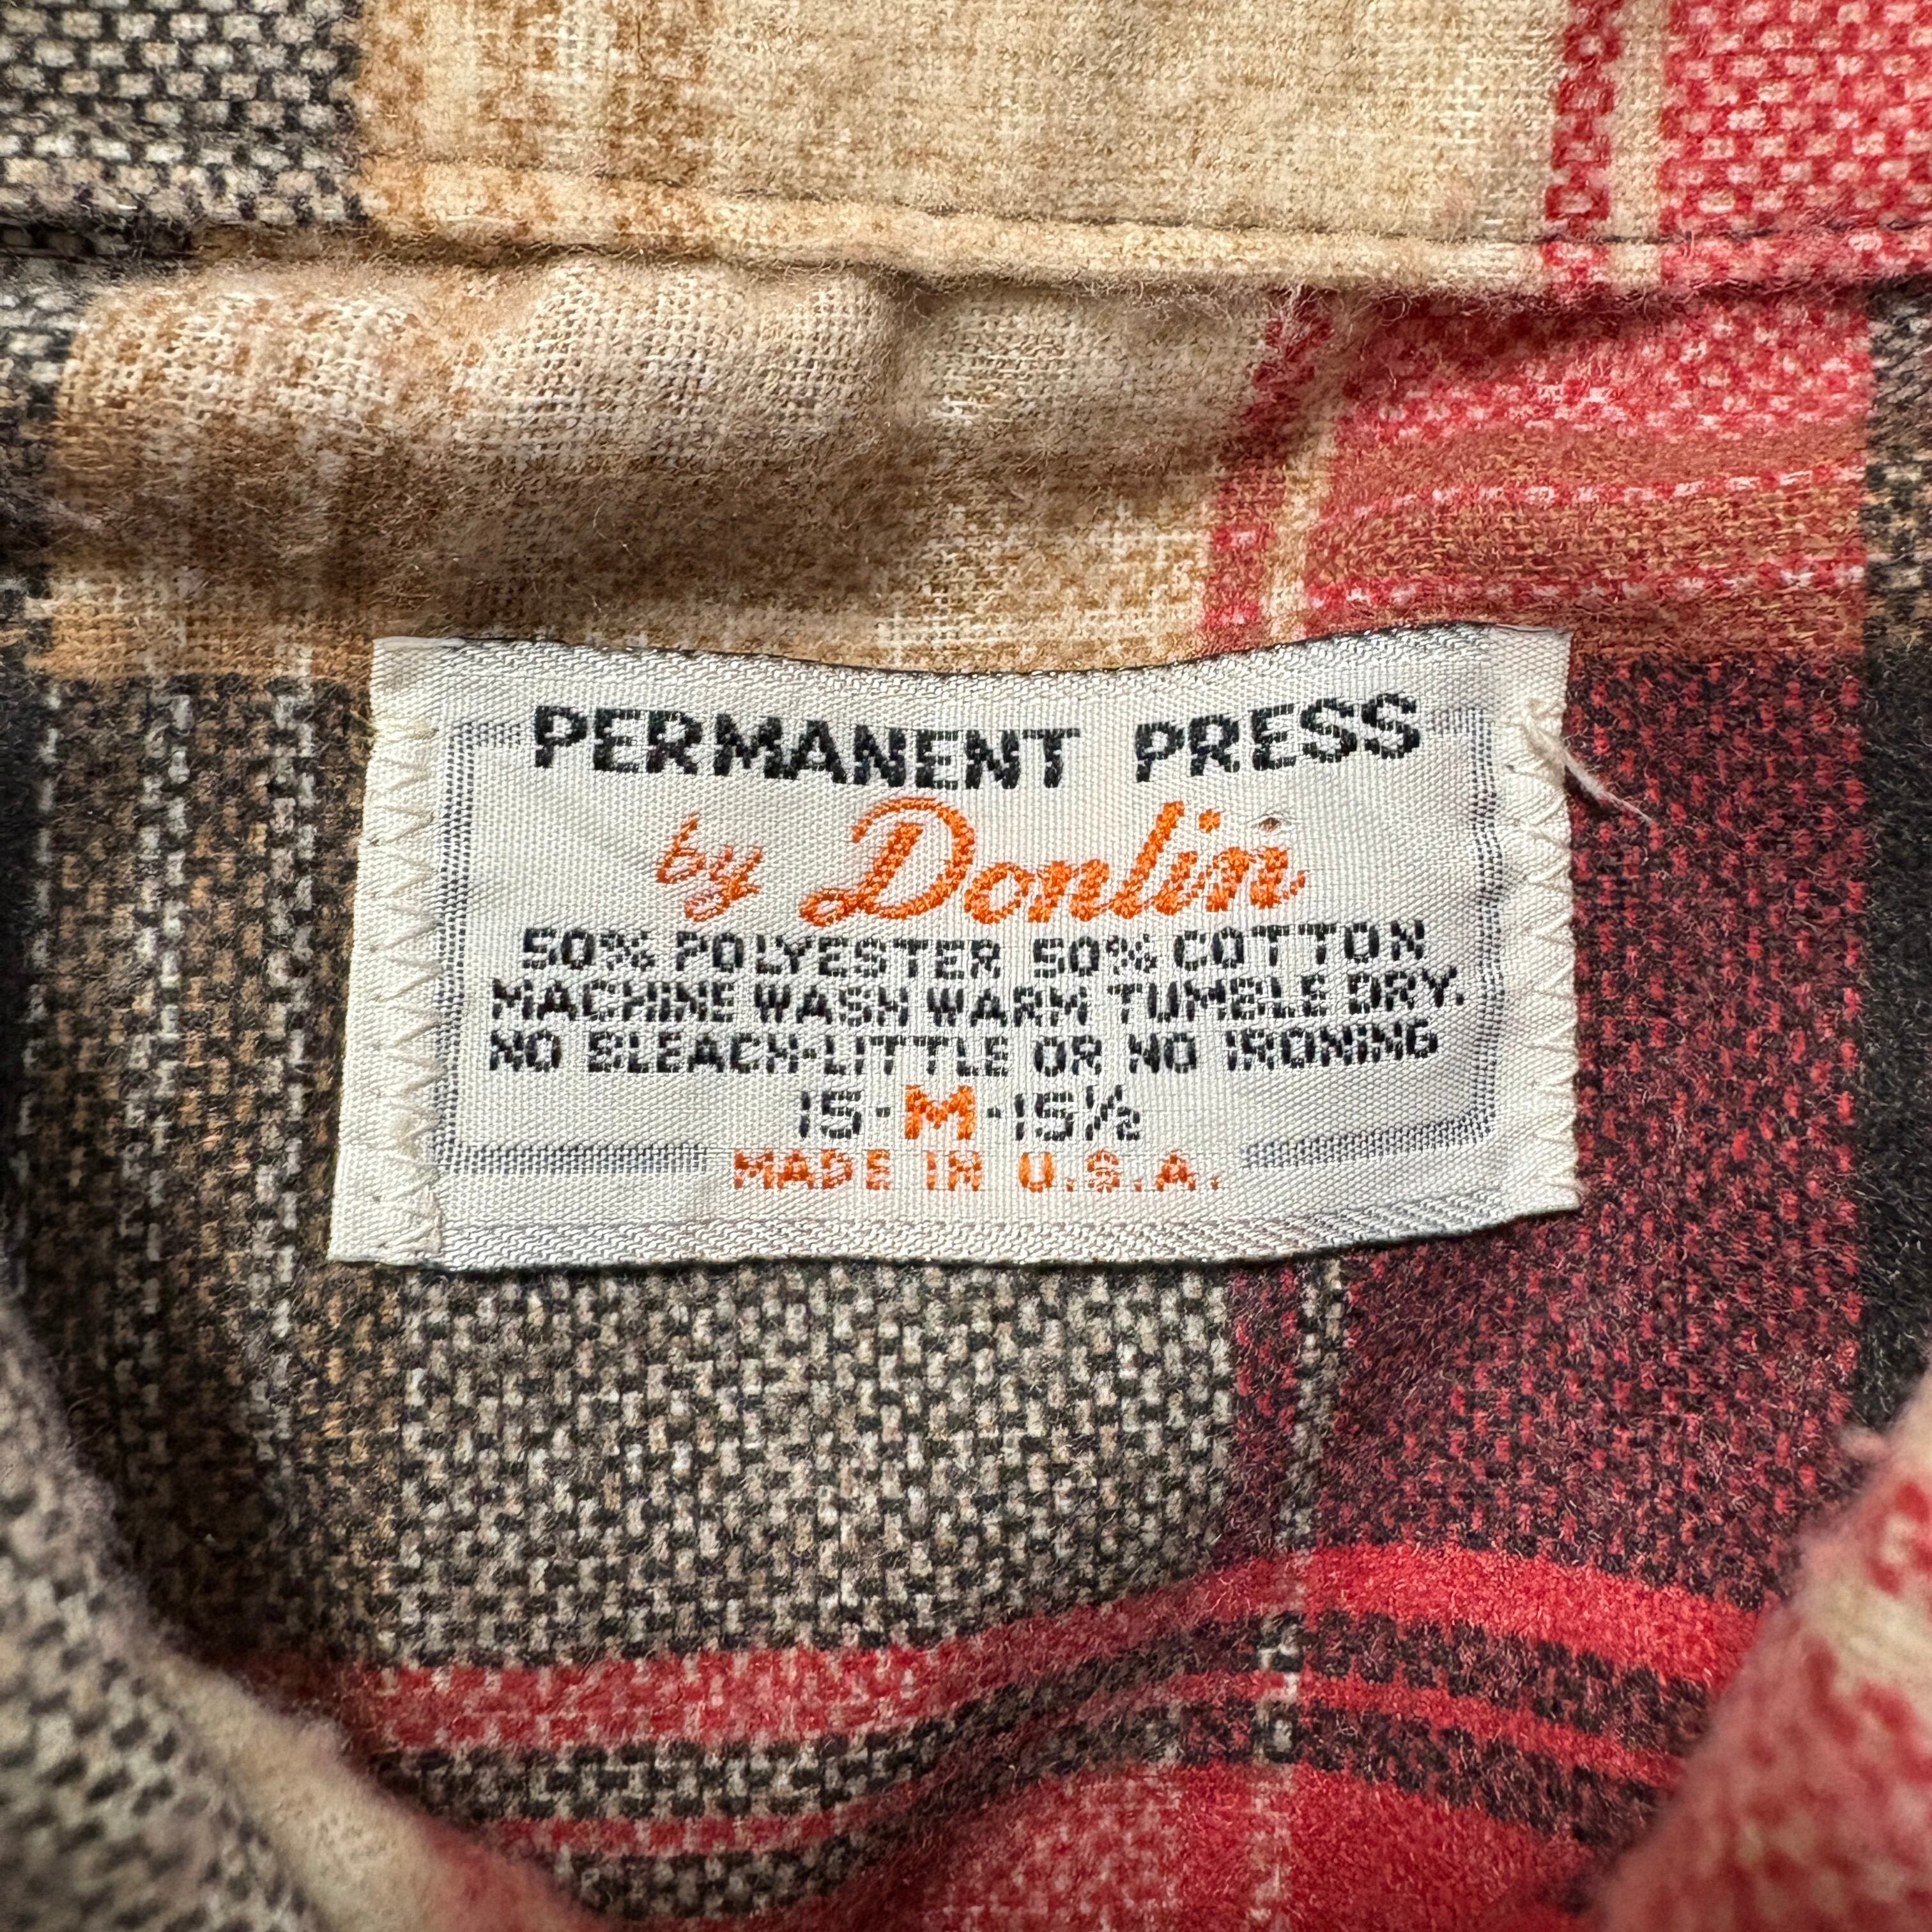 PERMANENT PRESS
by Donlin
50% POLYESTER 50% COTTON
MACHINE WASH WARM TUMBLE DRY.
NO BLEACH-LITTLE OR NO IRONING
15-M-15½
MADE IN U.S.A.